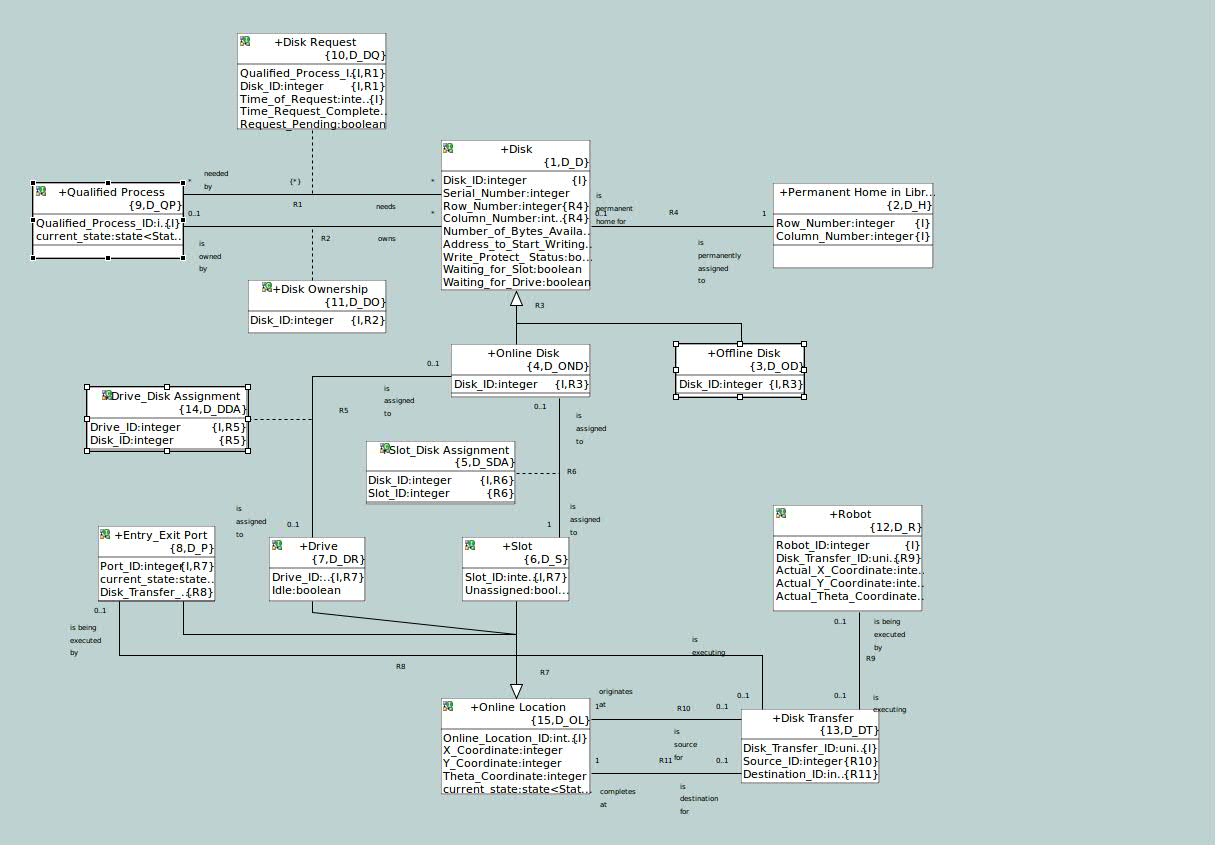 +Disk Request
{10,D_DQ}
Qualified_Process_I..{I,R1}
Disk_ID:integer {I,R1}
Time_of_Request:inte..{I}
Time_Request_Complete..
Request_Pending:boolean
+Disk
{1,D_D}
Disk_ID:integer {I}
Serial_Number:integer
Row_Number:integer{R4}
Column_Number:int..{R4}
Number_of_Bytes_Availa..
Address_to_Start_Writing..
Write_Protect_ Status:bo...
Waiting_for_Slot:boolean
Waiting_for_Drive:boolean
+Qualified Process
{9,D_QP}
Qualified_Process_ID:i..{I}
current_state:state<Stat..
*
needed
by
{*}
*
R1
needs
0..1
*
R2
owns
is
owned
by
is
permanent
home for
0..1
R4
1
is
permanently
assigned
to
+Permanent Home in Libr...
{2,D_H}
Row_Number:integer {I}
Column_Number:integer{I}
+Disk Ownership
{11,D_DO}
Disk_ID:integer {I,R2}
R3
+Online Disk
{4,D_OND}
Disk_ID:integer {I,R3}
+Offline Disk
{3,D_OD}
Disk_ID:integer {I,R3}
0..1
is
assigned
to
R5
Drive_Disk Assignment
{14,D_DDA}
Drive_ID:integer {I,R5}
Disk_ID:integer {R5}
0..1
is
assigned
to
Slot_Disk Assignment
{5,D_SDA}
Disk_ID:integer {I,R6}
Slot_ID:integer {R6}
R6
is
assigned
to
0..1
is
assigned
to
1
+Entry_Exit Port
{8,D_P}
Port_ID:integer{I,R7}
current_state:state..
Disk_Transfer_..{R8}
+Drive
{7,D_DR}
Drive_ID:..{I,R7}
Idle:boolean
+Slot
{6,D_S}
Slot_ID:inte..{I,R7}
Unassigned:bool...
+Robot
{12,D_R}
Robot_ID:integer {I}
Disk_Transfer_ID:uni..{R9}
Actual_X_Coordinate:inte..
Actual_Y_Coordinate:inte..
Actual_Theta_Coordinate..
0..1
is being
executed
by
R8
R7
is
executing
0..1
0..1
is being
executed
by
R9
0..1
is
executing
+Online Location
{15,D_OL}
Online_Location_ID:int..{I}
X_Coordinate:integer
Y_Coordinate:integer
Theta_Coordinate:integer
current_state:state<Stat...
originates
at
1
R10
0..1
is
source
for
1
R11
0..1
completes
at
is
destination
for
+Disk Transfer
{13,D_DT}
Disk_Transfer_ID:uni..{I}
Source_ID:integer{R10}
Destination_ID:in..{R11}